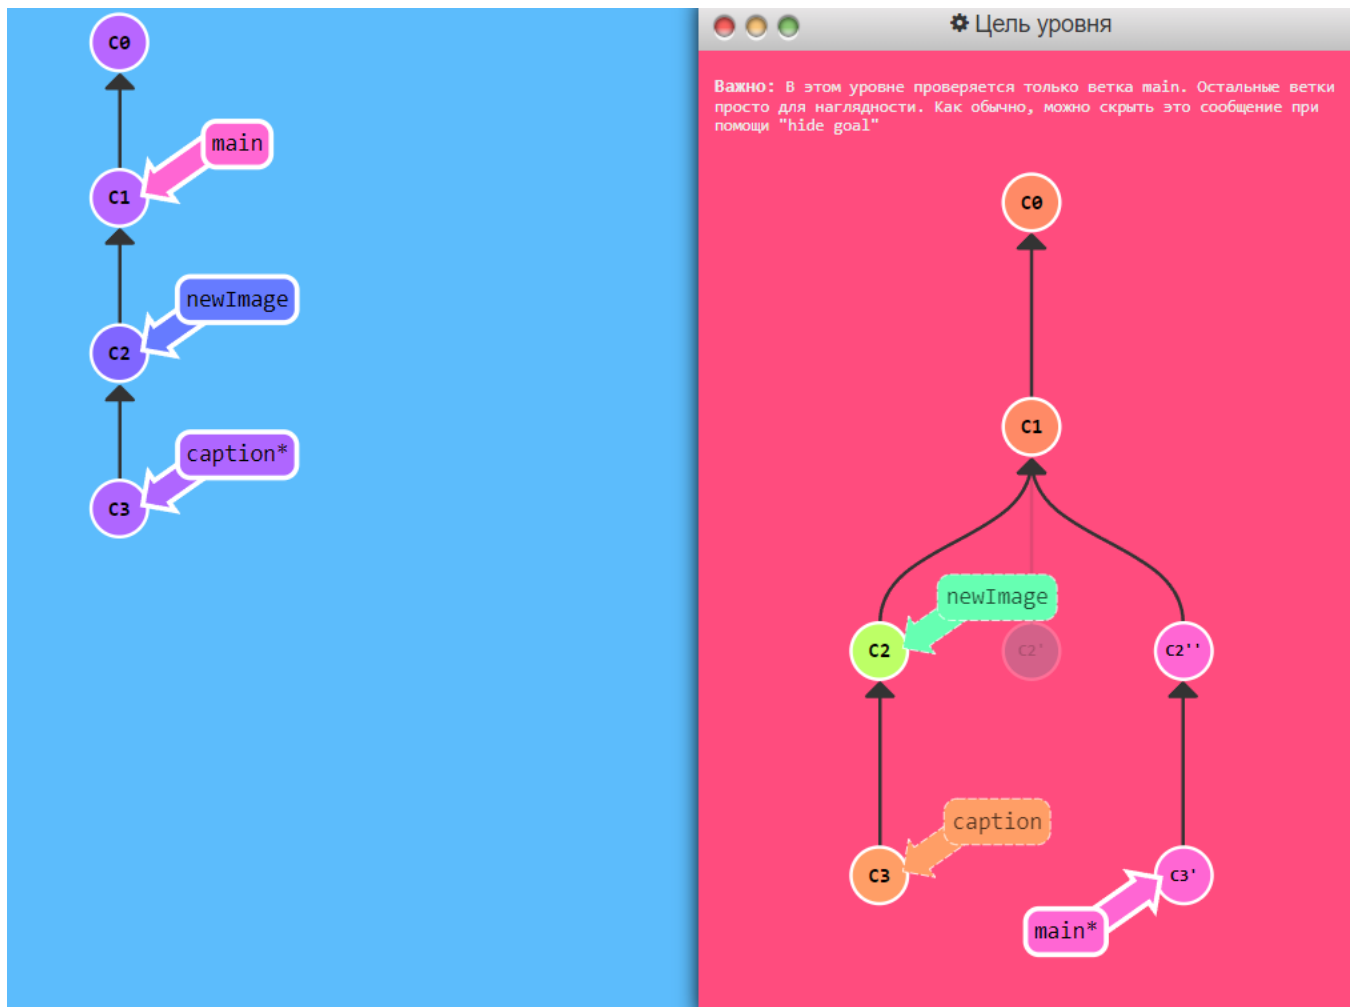 C0
main
C1
newImage
C2
caption*
C3
Цель уровня
Важно: В этом уровне проверяется только ветка main. Остальные ветки
просто для наглядности. Как обычно, можно скрыть это сообщение при
помощи "hide goal"
C0
C1
newImage
C2
C2'
C2''
caption
C3
C3'
main*